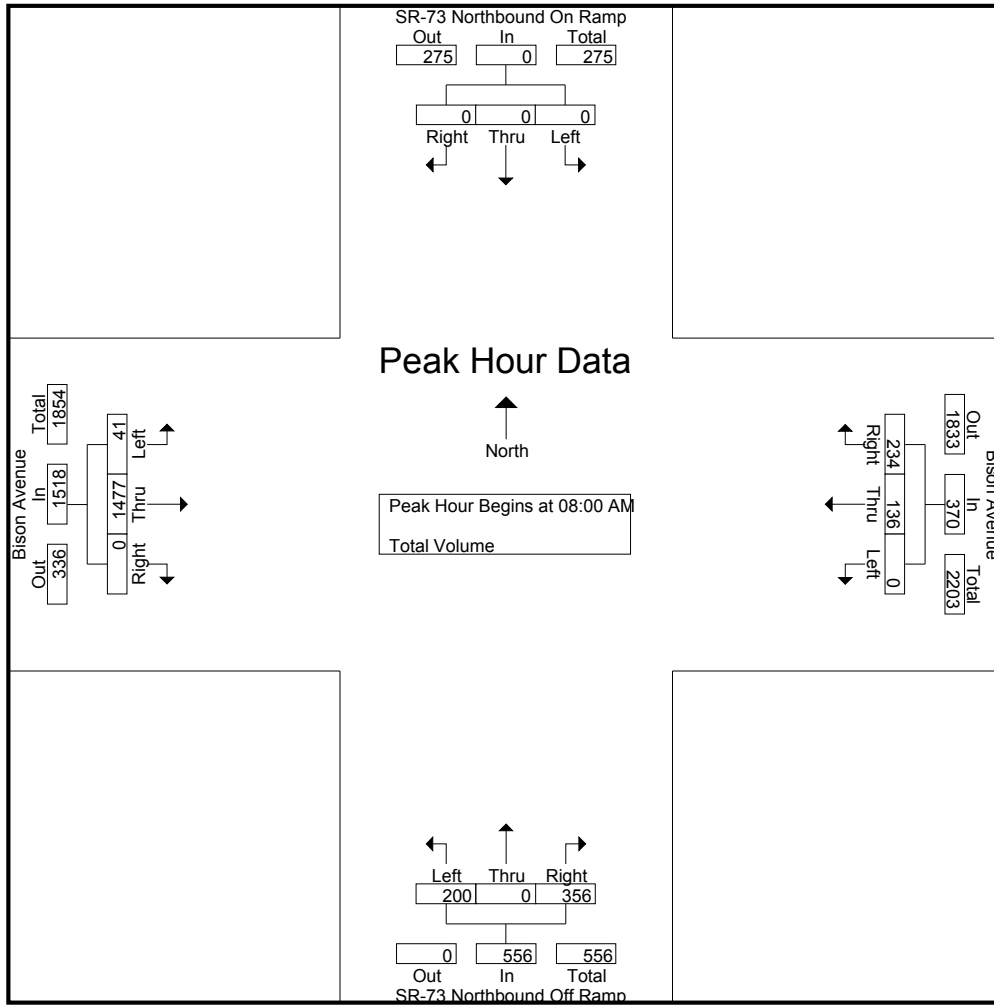 SR-73 Northbound On Ramp
Out In Total
275 0 275
0 0 0
Right Thru Left
Peak Hour Data
North
Peak Hour Begins at 08:00 AM
Total Volume
Bison Avenue
Total In Out
1854 1518 336
41 1477 0
Left Thru Right
Bison Avenue
Out In Total
1833 370 2203
234 136 0
Right Thru Left
Left Thru Right
200 0 356
0 556 556
Out In Total
SR-73 Northbound Off Ramp